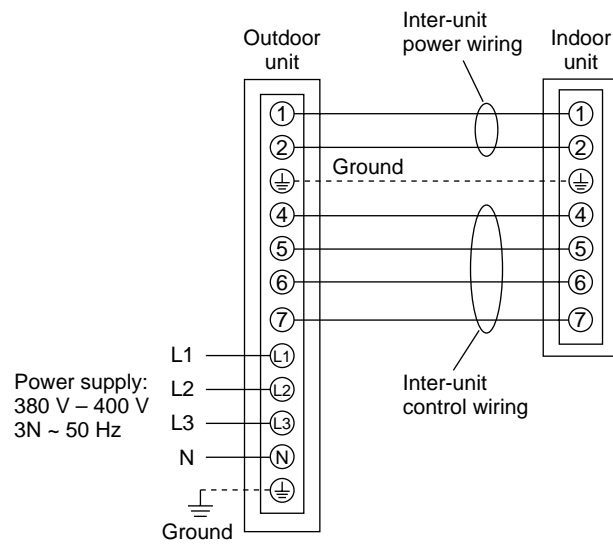 Inter-unit
power wiring
Outdoor
unit
Indoor
unit
1 1
2 2
Ground
4 4
5 5
6 6
7 7
L1 L1
Power supply:
380 V – 400 V
3N ~ 50 Hz
L2 L2
L3 L3
N N
Inter-unit
control wiring
Ground